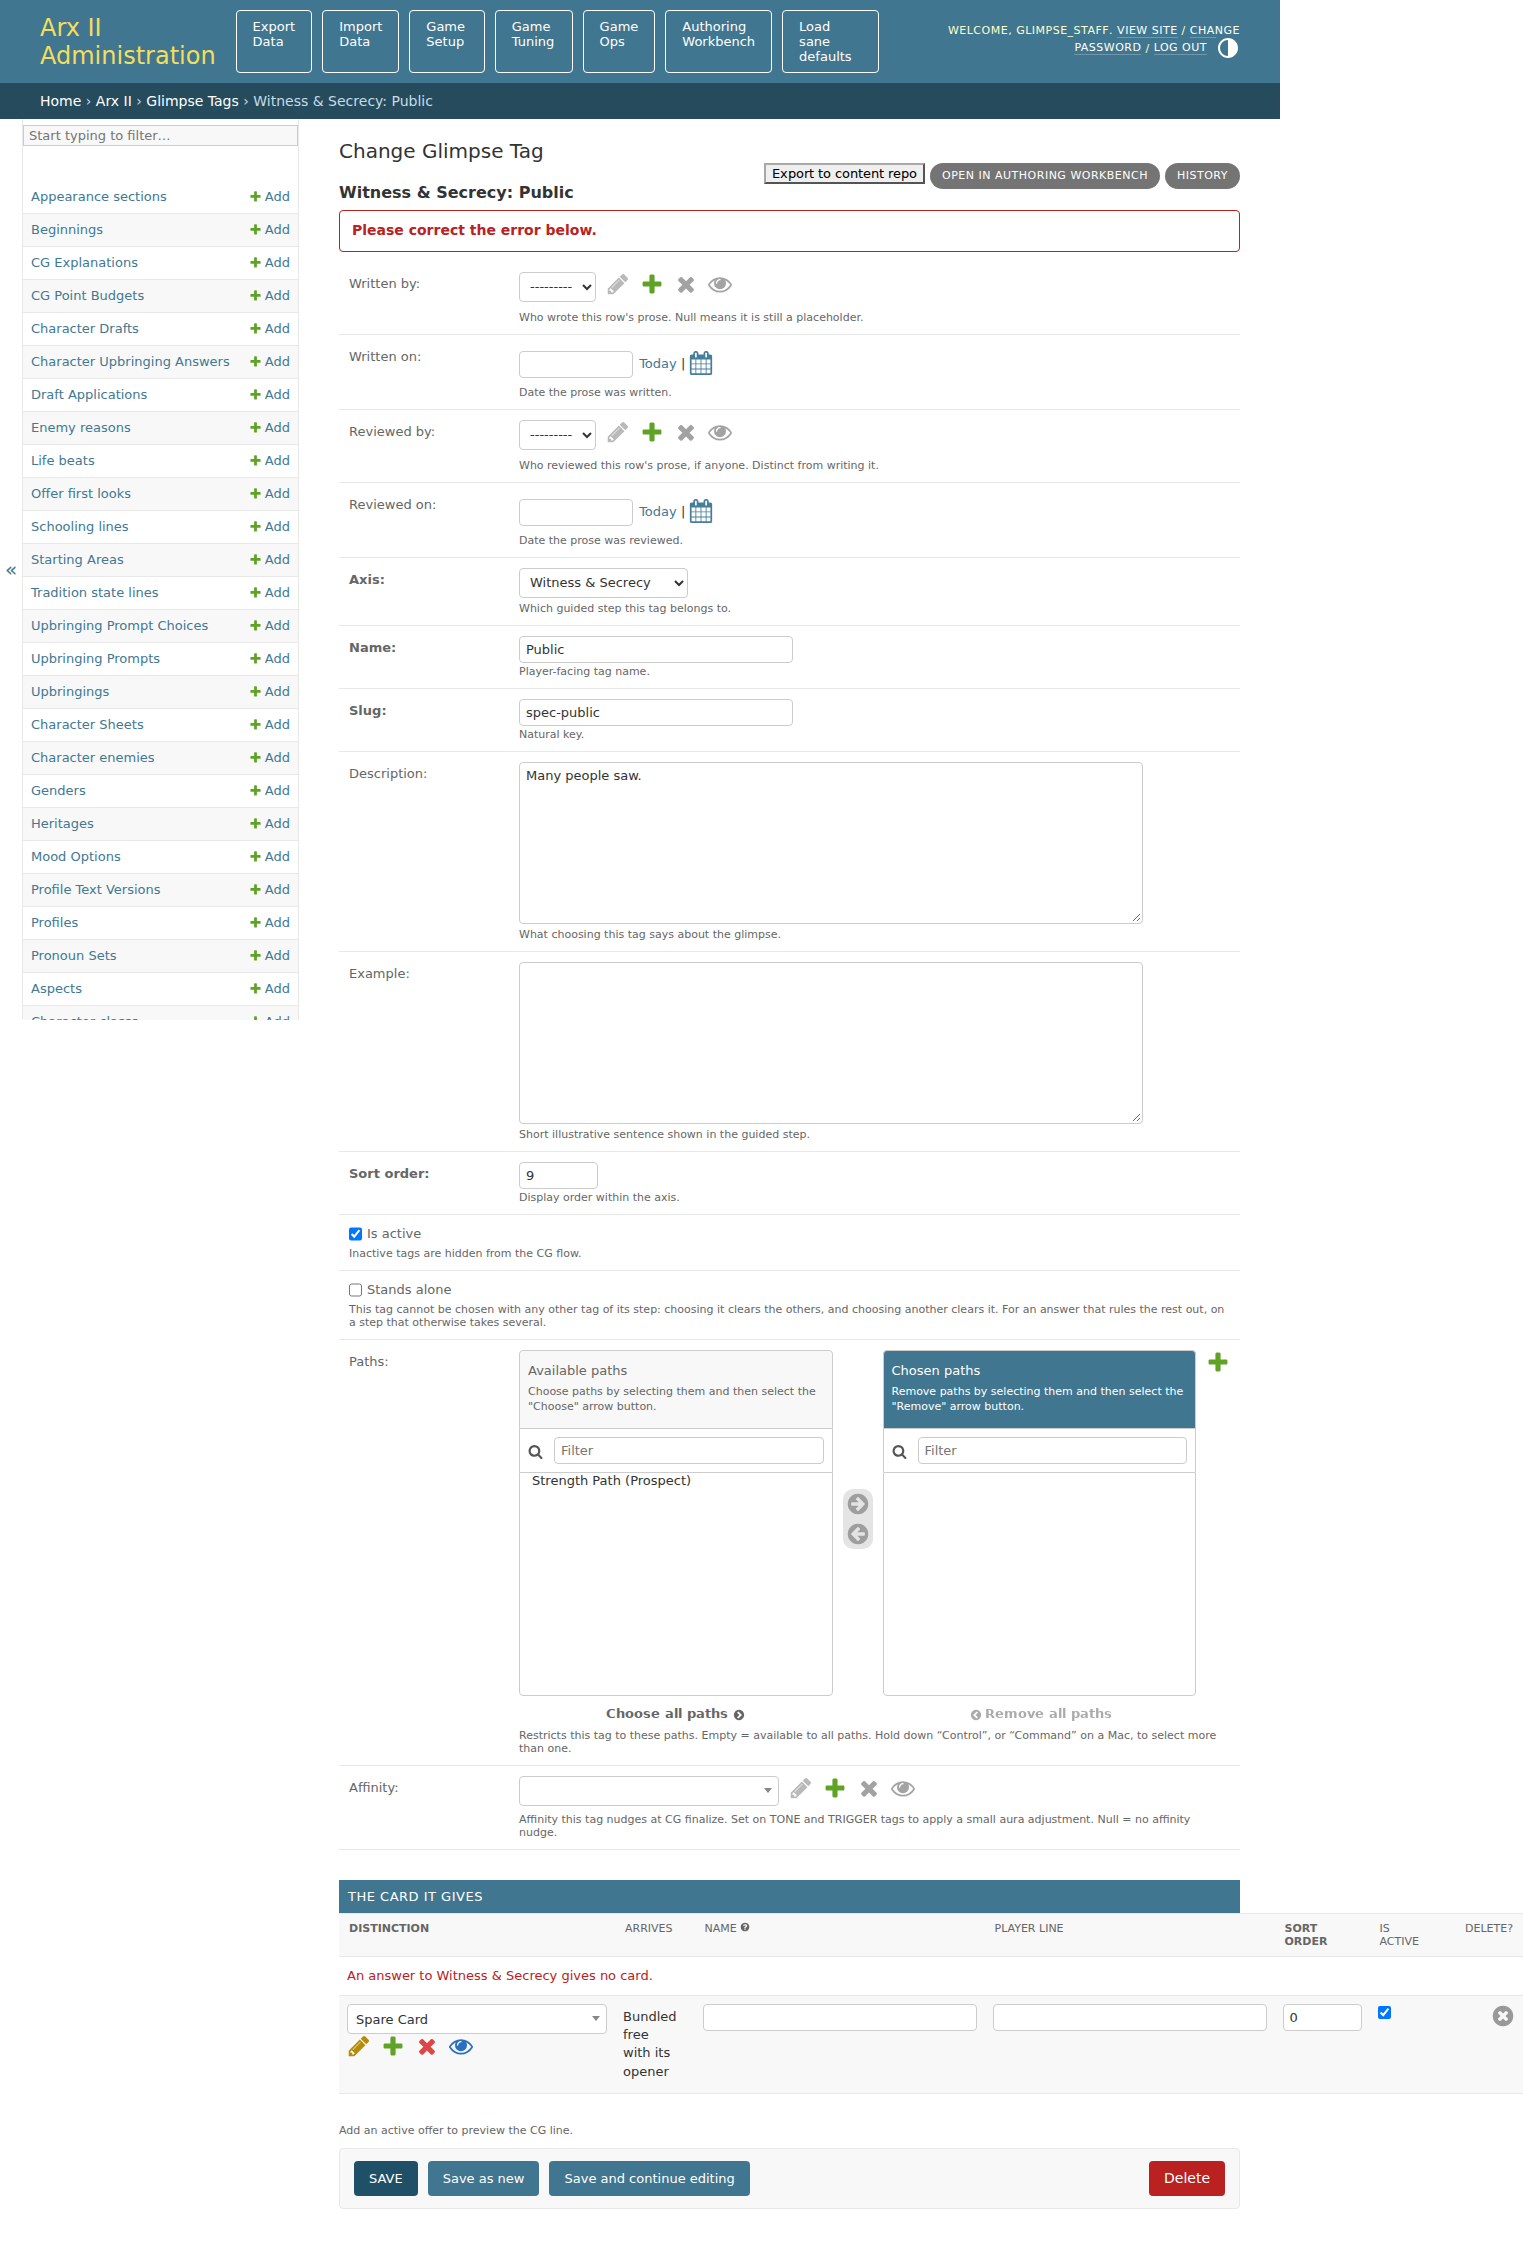 Arx II
Administration
Export
Data
Import
Data
Game
Setup
Game
Tuning
Game
Ops
Authoring
Workbench
Load
sane
defaults
WELCOME, GLIMPSE_STAFF. VIEW SITE / CHANGE
PASSWORD / LOG OUT
Home › Arx II › Glimpse Tags › Witness & Secrecy: Public
Start typing to filter…
Appearance sections Add
Beginnings Add
CG Explanations Add
CG Point Budgets Add
Character Drafts Add
Character Upbringing Answers Add
Draft Applications Add
Enemy reasons Add
Life beats Add
Offer first looks Add
Schooling lines Add
Starting Areas Add
Tradition state lines Add
Upbringing Prompt Choices Add
Upbringing Prompts Add
Upbringings Add
Character Sheets Add
Character enemies Add
Genders Add
Heritages Add
Mood Options Add
Profile Text Versions Add
Profiles Add
Pronoun Sets Add
Aspects Add
«
Change Glimpse Tag
Export to content repo
OPEN IN AUTHORING WORKBENCH
HISTORY
Witness & Secrecy: Public
Please correct the error below.
Written by: ---------
Who wrote this row's prose. Null means it is still a placeholder.
Written on: Today |
Date the prose was written.
Reviewed by: ---------
Who reviewed this row's prose, if anyone. Distinct from writing it.
Reviewed on: Today |
Date the prose was reviewed.
Axis: Witness & Secrecy
Which guided step this tag belongs to.
Name: Public
Player-facing tag name.
Slug: spec-public
Natural key.
Description: Many people saw.
What choosing this tag says about the glimpse.
Example:
Short illustrative sentence shown in the guided step.
Sort order: 9
Display order within the axis.
Is active
Inactive tags are hidden from the CG flow.
Stands alone
This tag cannot be chosen with any other tag of its step: choosing it clears the others, and choosing another clears it. For an answer that rules the rest out, on
a step that otherwise takes several.
Paths:
Available paths
Choose paths by selecting them and then select the
"Choose" arrow button.
Filter
Strength Path (Prospect)
Choose all paths
Chosen paths
Remove paths by selecting them and then select the
"Remove" arrow button.
Filter
Remove all paths
Restricts this tag to these paths. Empty = available to all paths. Hold down “Control”, or “Command” on a Mac, to select more
than one.
Affinity:
Affinity this tag nudges at CG finalize. Set on TONE and TRIGGER tags to apply a small aura adjustment. Null = no affinity
nudge.
THE CARD IT GIVES
DISTINCTION ARRIVES NAME PLAYER LINE SORT
ORDER IS
ACTIVE DELETE?
An answer to Witness & Secrecy gives no card.
Spare Card
Bundled
free
with its
opener
0
Add an active offer to preview the CG line.
SAVE
Save as new
Save and continue editing
Delete